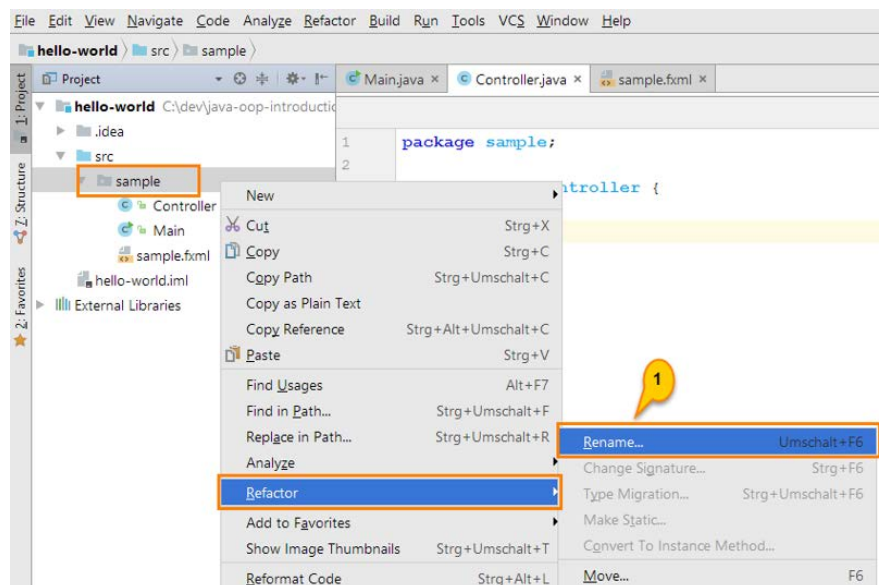 File Edit View Navigate Code Analyze Refactor Build Run Tools VCS Window Help
hello-world src sample
1: Project
Project
Main.java ×
Controller.java ×
sample.fxml ×
hello-world C:\dev\java-oop-introductio
.idea
src
sample
Controller
Main
sample.fxml
hello-world.iml
External Libraries
Z: Structure
2: Favorites
1 package sample;
2
ntroller {
New
Cut Strg+X
Copy Strg+C
Copy Path Strg+Umschalt+C
Copy as Plain Text
Copy Reference Strg+Alt+Umschalt+C
Paste Strg+V
Find Usages Alt+F7
Find in Path... Strg+Umschalt+F
Replace in Path... Strg+Umschalt+R
Analyze
Refactor
Add to Favorites
Show Image Thumbnails Strg+Umschalt+T
Reformat Code Strg+Alt+L
1
Rename... Umschalt+F6
Change Signature... Strg+F6
Type Migration... Strg+Umschalt+F6
Make Static...
Convert To Instance Method...
Move... F6